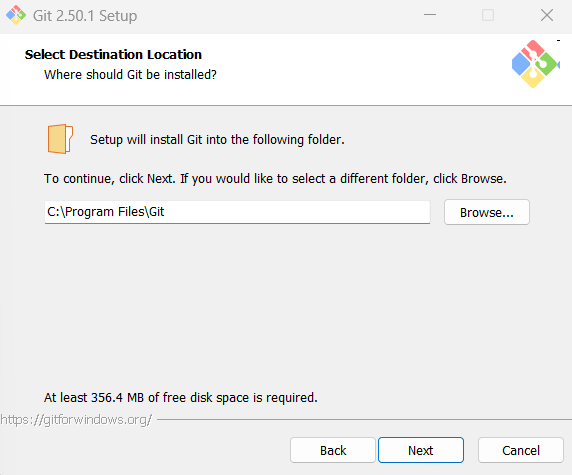 Git 2.50.1 Setup
Select Destination Location
Where should Git be installed?
Setup will install Git into the following folder.
To continue, click Next. If you would like to select a different folder, click Browse.
C:\Program Files\Git
Browse...
At least 356.4 MB of free disk space is required.
https://gitforwindows.org/
Back
Next
Cancel